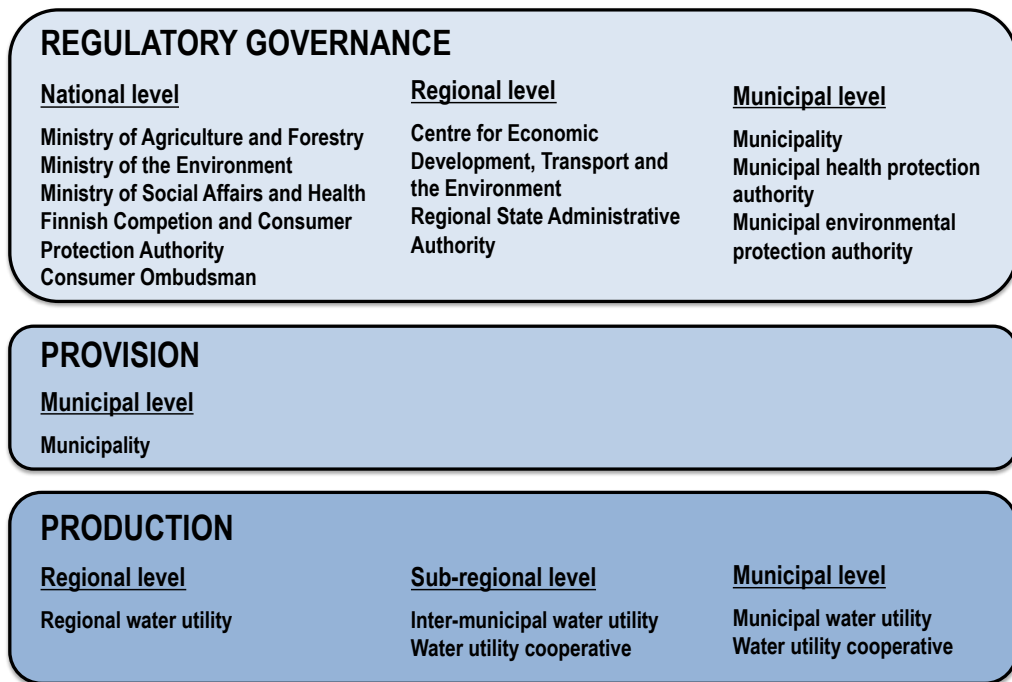 REGULATORY GOVERNANCE
National level
Ministry of Agriculture and Forestry
Ministry of the Environment
Ministry of Social Affairs and Health
Finnish Competion and Consumer
Protection Authority
Consumer Ombudsman
Regional level
Centre for Economic
Development, Transport and
the Environment
Regional State Administrative
Authority
Municipal level
Municipality
Municipal health protection
authority
Municipal environmental
protection authority
PROVISION
Municipal level
Municipality
PRODUCTION
Regional level
Regional water utility
Sub-regional level
Inter-municipal water utility
Water utility cooperative
Municipal level
Municipal water utility
Water utility cooperative